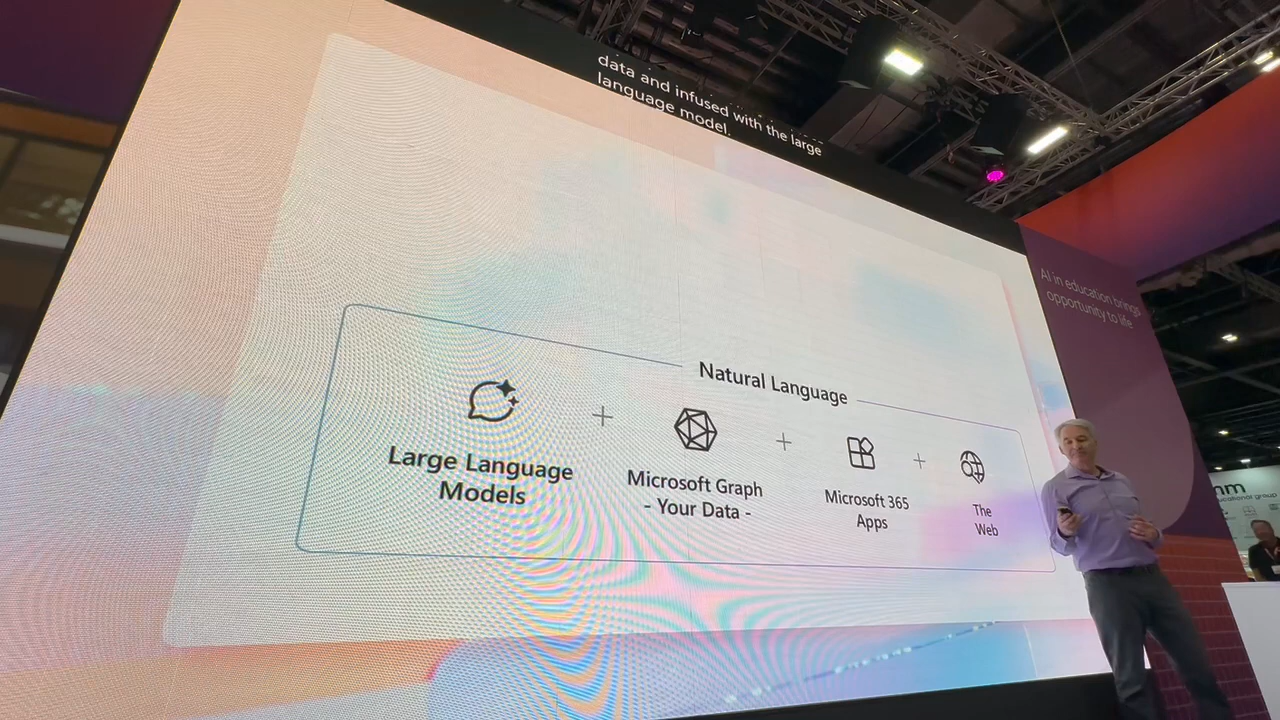 data and infused with the large
language model.
Natural Language
Large Language
Models
+
Microsoft Graph
- Your Data -
+
Microsoft 365
Apps
+
The
Web
AI in education brings
opportunity to life